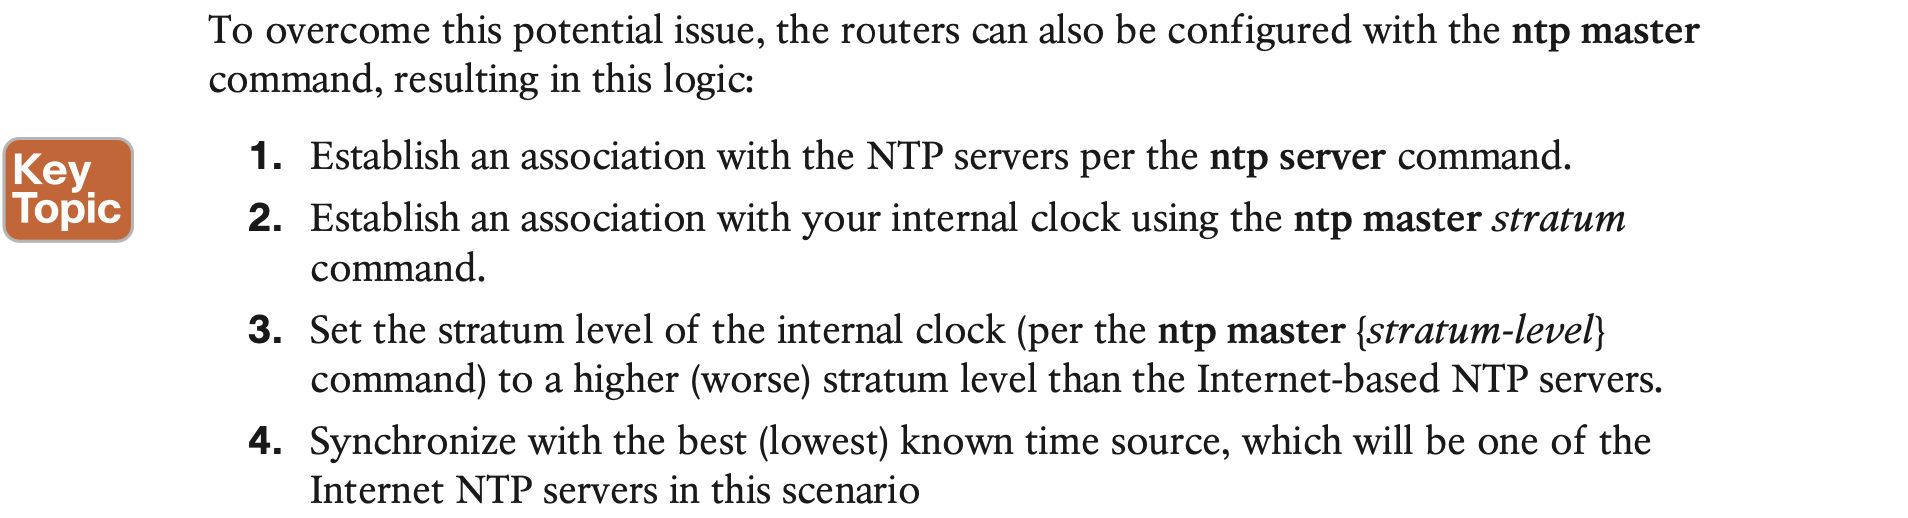 To overcome this potential issue, the routers can also be configured with the ntp master
command, resulting in this logic:
Key
Topic
1. Establish an association with the NTP servers per the ntp server command.
2. Establish an association with your internal clock using the ntp master stratum
command.
3. Set the stratum level of the internal clock (per the ntp master {stratum-level}
command) to a higher (worse) stratum level than the Internet-based NTP servers.
4. Synchronize with the best (lowest) known time source, which will be one of the
Internet NTP servers in this scenario